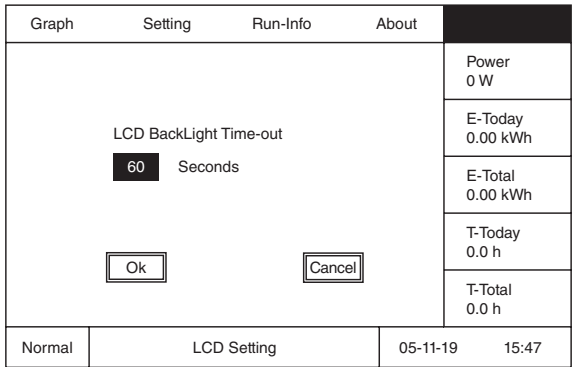 Graph Setting Run-Info About
Power
0 W
LCD BackLight Time-out
60 Seconds
E-Today
0.00 kWh
E-Total
0.00 kWh
T-Today
0.0 h
Ok Cancel
T-Total
0.0 h
Normal LCD Setting 05-11-19 15:47